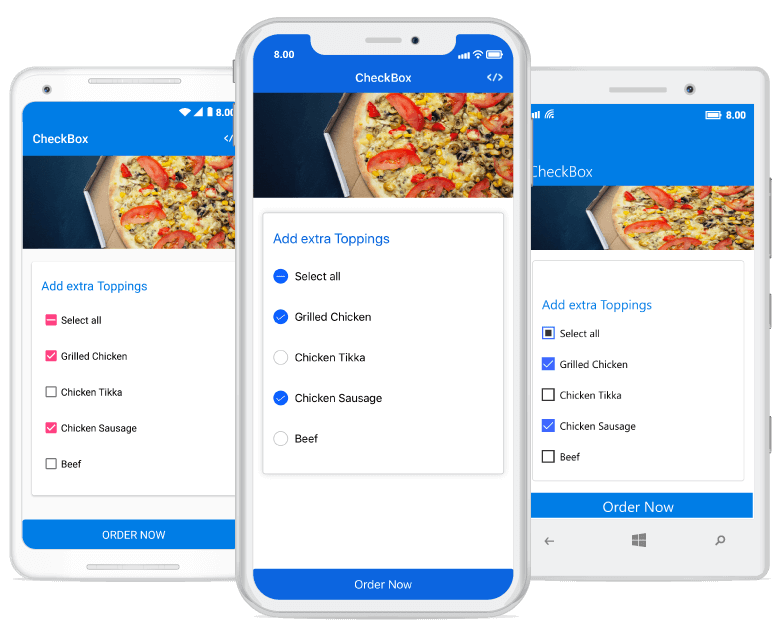 8.00
CheckBox
</>
Add extra Toppings
Select all
Grilled Chicken
Chicken Tikka
Chicken Sausage
Beef
ORDER NOW
8.00
CheckBox
</>
Add extra Toppings
Select all
Grilled Chicken
Chicken Tikka
Chicken Sausage
Beef
Order Now
8.00
CheckBox
Add extra Toppings
Select all
Grilled Chicken
Chicken Tikka
Chicken Sausage
Beef
Order Now